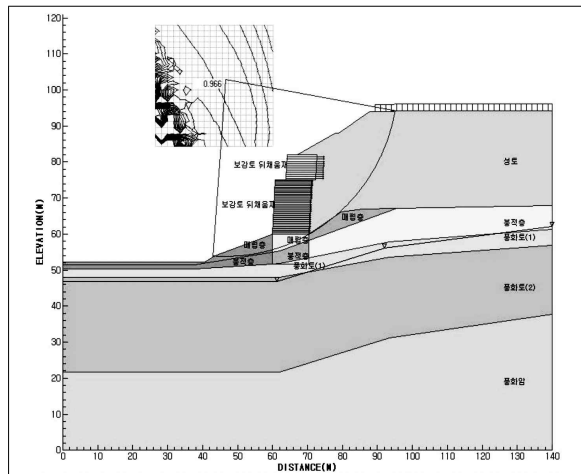 120
110
100
90
80
70
60
50
40
30
20
10
0
ELEVATION(M)
0.966
보강토 뒤채움재
성토
보강토 뒤채움재
매립층
매립층
매립층
붕적층
붕적층
붕적층
풍화토(1)
풍화토(1)
풍화토(2)
풍화암
0 10 20 30 40 50 60 70 80 90 100 110 120 130 140
DISTANCE(M)